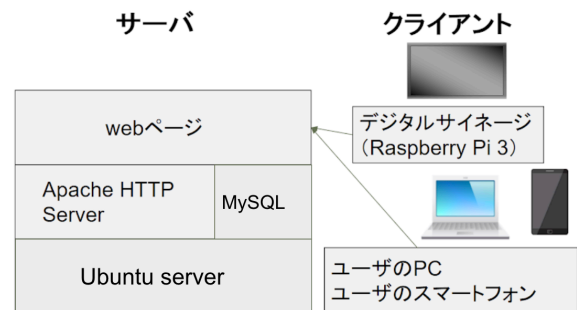 サーバ
クライアント
webページ
Apache HTTP
Server
MySQL
Ubuntu server
デジタルサイネージ
（Raspberry Pi 3）
ユーザのPC
ユーザのスマートフォン